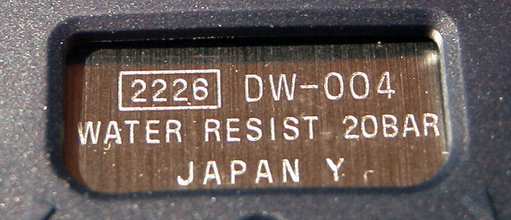 2226 DW-004
WATER RESIST 20BAR
JAPAN Y